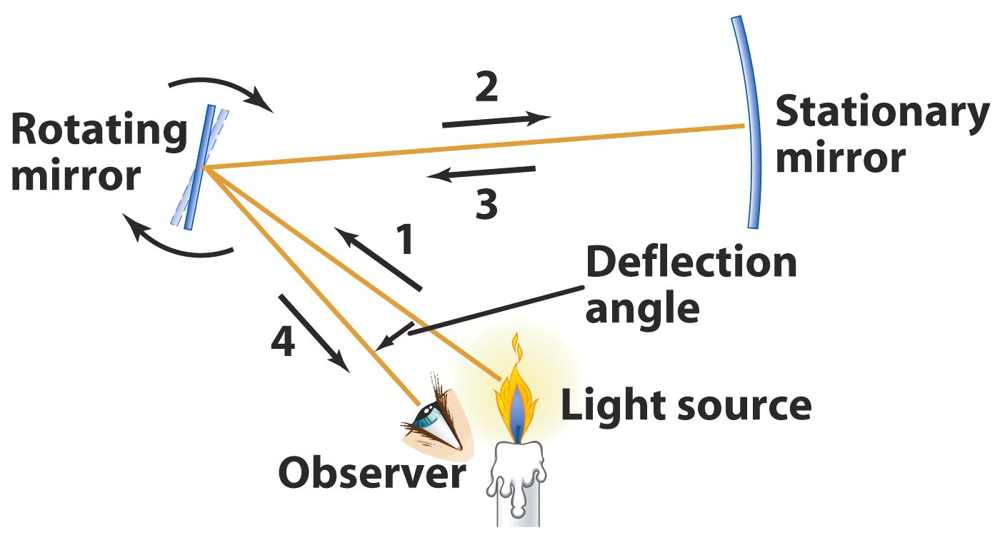 2
Stationary
mirror
Rotating
mirror
3
1
Deflection
angle
4
Light source
Observer